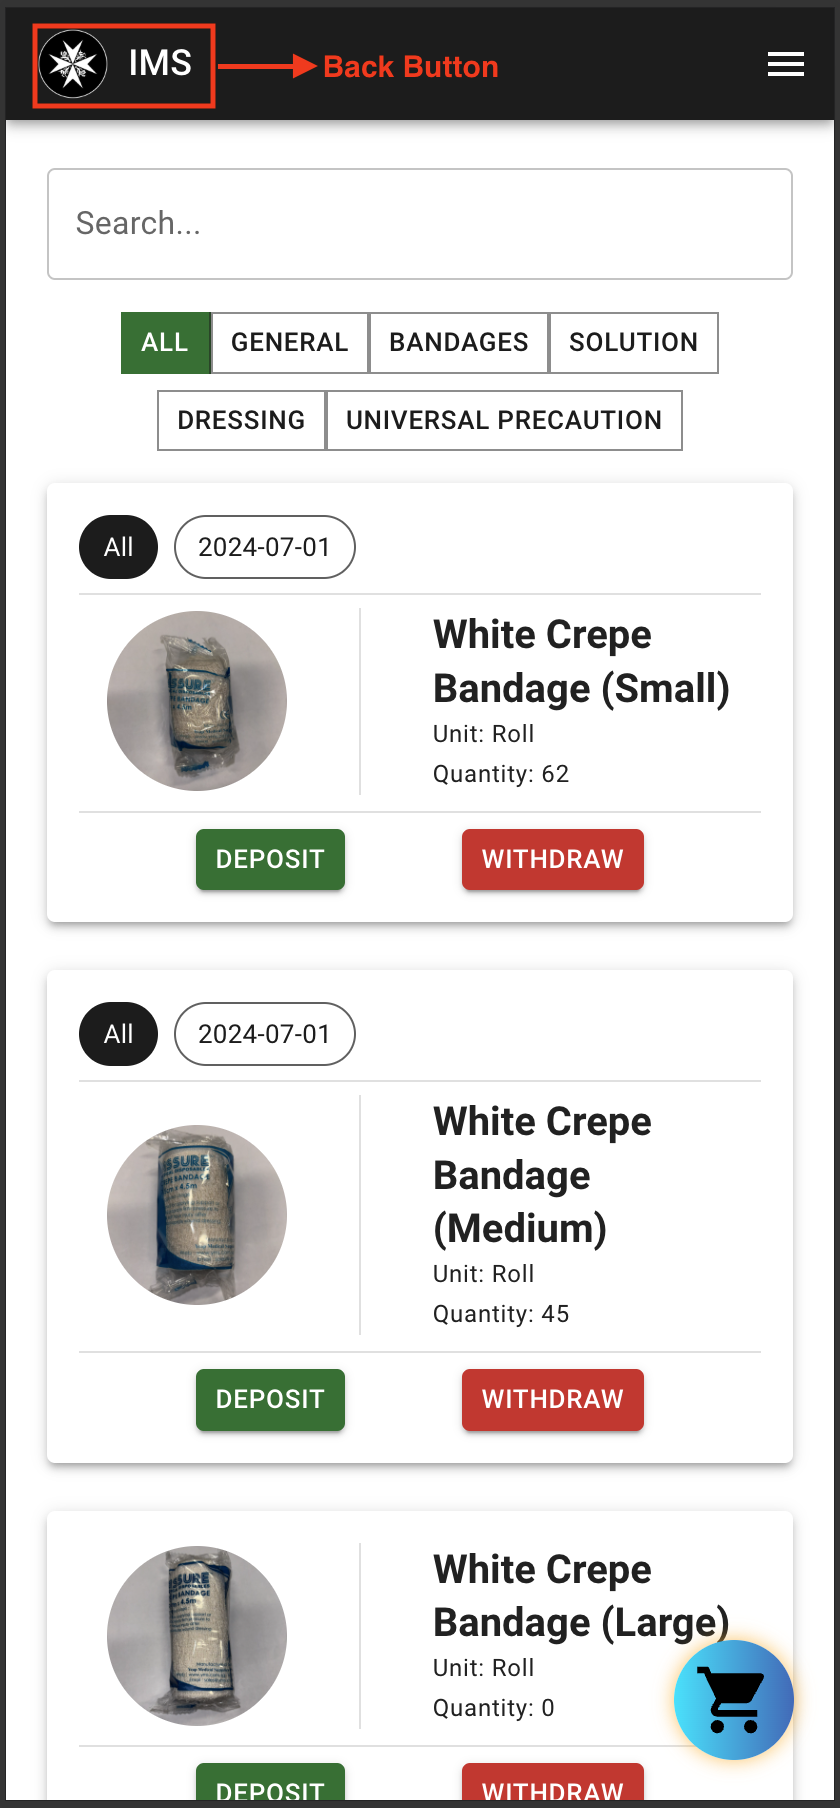 IMS
Back Button
Search...
ALL GENERAL BANDAGES SOLUTION
DRESSING UNIVERSAL PRECAUTION
All 2024-07-01
White Crepe
Bandage (Small)
Unit: Roll
Quantity: 62
DEPOSIT WITHDRAW
All 2024-07-01
White Crepe
Bandage
(Medium)
Unit: Roll
Quantity: 45
DEPOSIT WITHDRAW
White Crepe
Bandage (Large)
Unit: Roll
Quantity: 0
DEPOSIT WITHDRAW